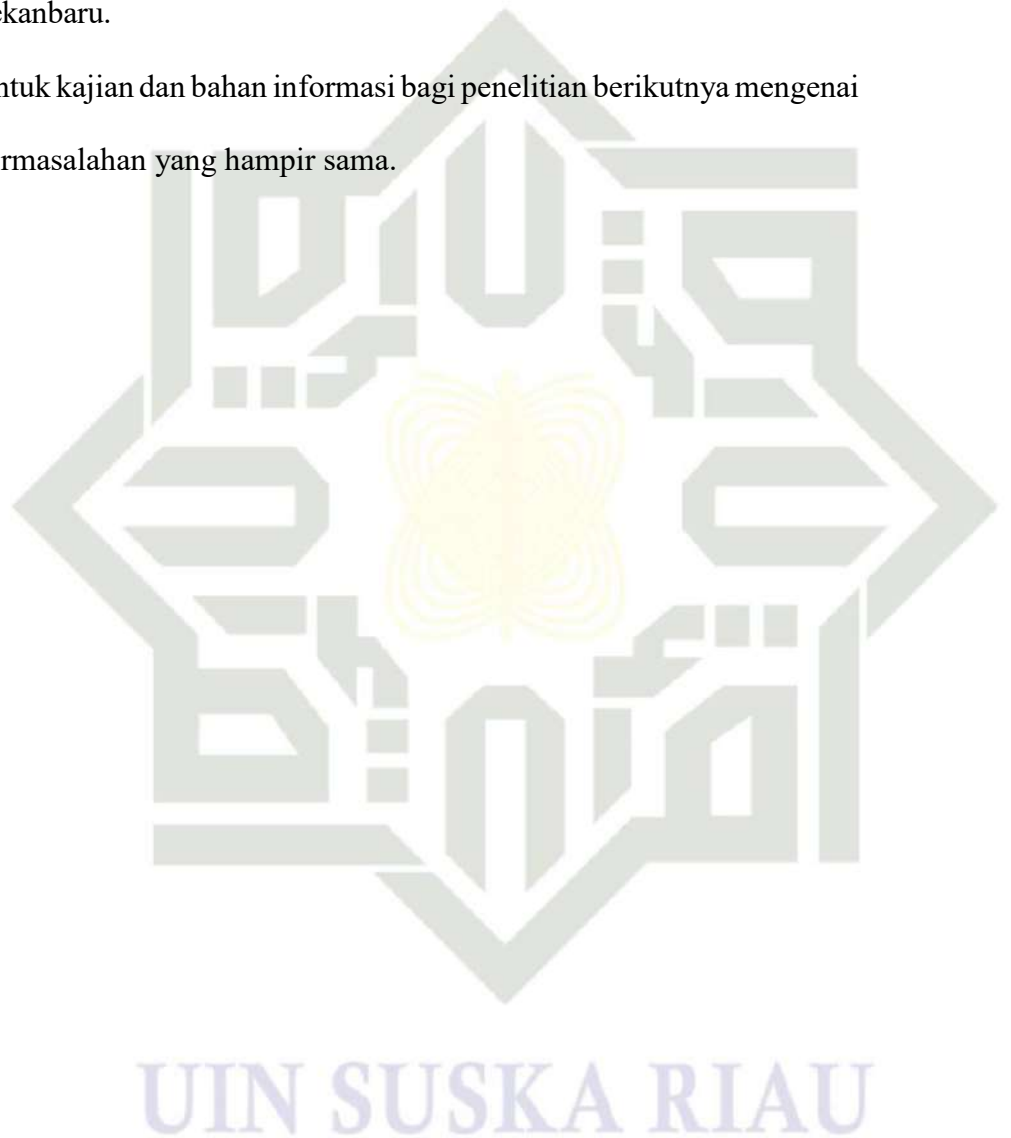 ekanbaru.
ntuk kajian dan bahan informasi bagi penelitian berikutnya mengenai
rmasalahan yang hampir sama.
UIN SUSKA RIAU